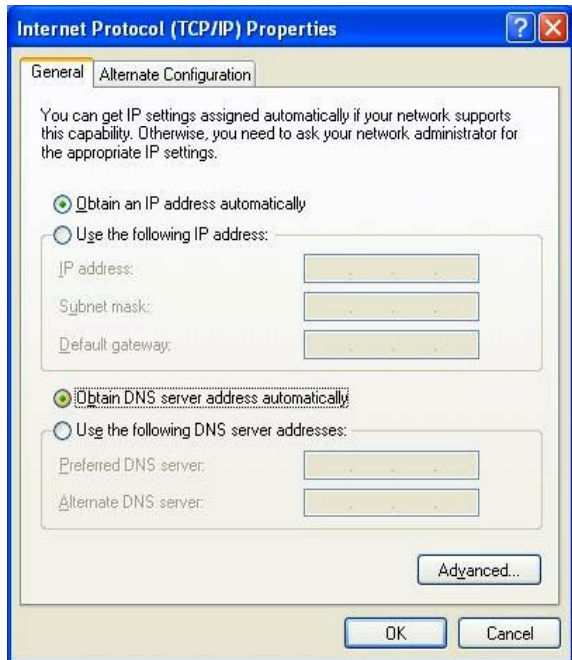 Internet Protocol (TCP/IP) Properties
General
Alternate Configuration
You can get IP settings assigned automatically if your network supports
this capability. Otherwise, you need to ask your network administrator for
the appropriate IP settings.
Obtain an IP address automatically
Use the following IP address:
IP address:
Subnet mask:
Default gateway:
Obtain DNS server address automatically
Use the following DNS server addresses:
Preferred DNS server:
Alternate DNS server:
Advanced...
OK
Cancel